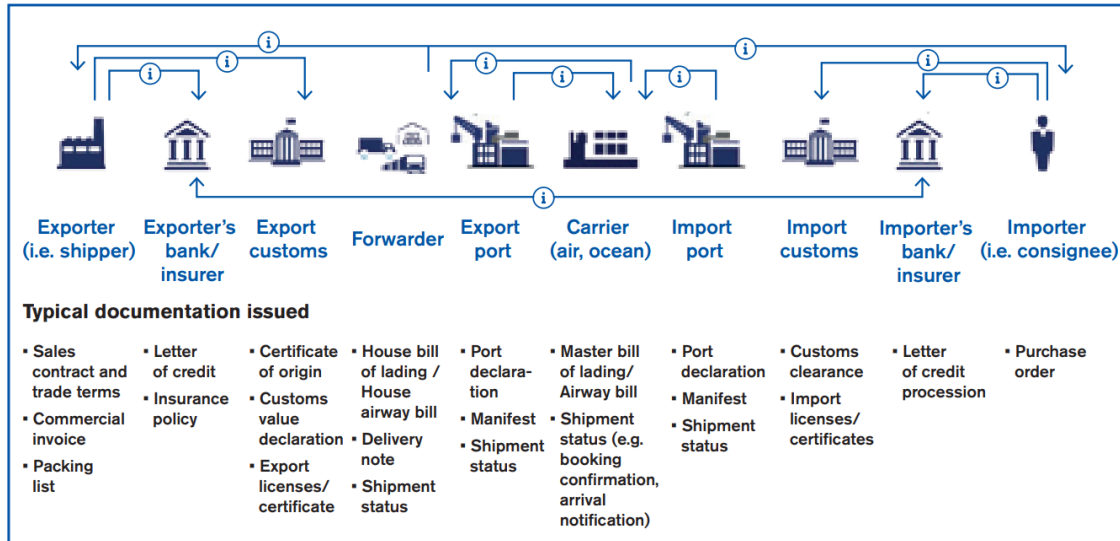 i
i
i
i
i
i
i
i
i
Exporter
(i.e. shipper)
Exporter’s
bank/
insurer
Export
customs
Forwarder
Export
port
Carrier
(air, ocean)
Import
port
Import
customs
Importer’s
bank/
insurer
Importer
(i.e. consignee)
Typical documentation issued
▪ Sales
contract and
trade terms
▪ Commercial
invoice
▪ Packing
list
▪ Letter
of credit
▪ Insurance
policy
▪ Certificate
of origin
▪ Customs
value
declaration
▪ Export
licenses/
certificate
▪ House bill
of lading /
House
airway bill
▪ Delivery
note
▪ Shipment
status
▪ Port
declara-
tion
▪ Manifest
▪ Shipment
status
▪ Master bill
of lading/
Airway bill
▪ Shipment
status (e.g.
booking
confirmation,
arrival
notification)
▪ Port
declaration
▪ Manifest
▪ Shipment
status
▪ Customs
clearance
▪ Import
licenses/
certificates
▪ Letter of
credit
procession
▪ Purchase
order